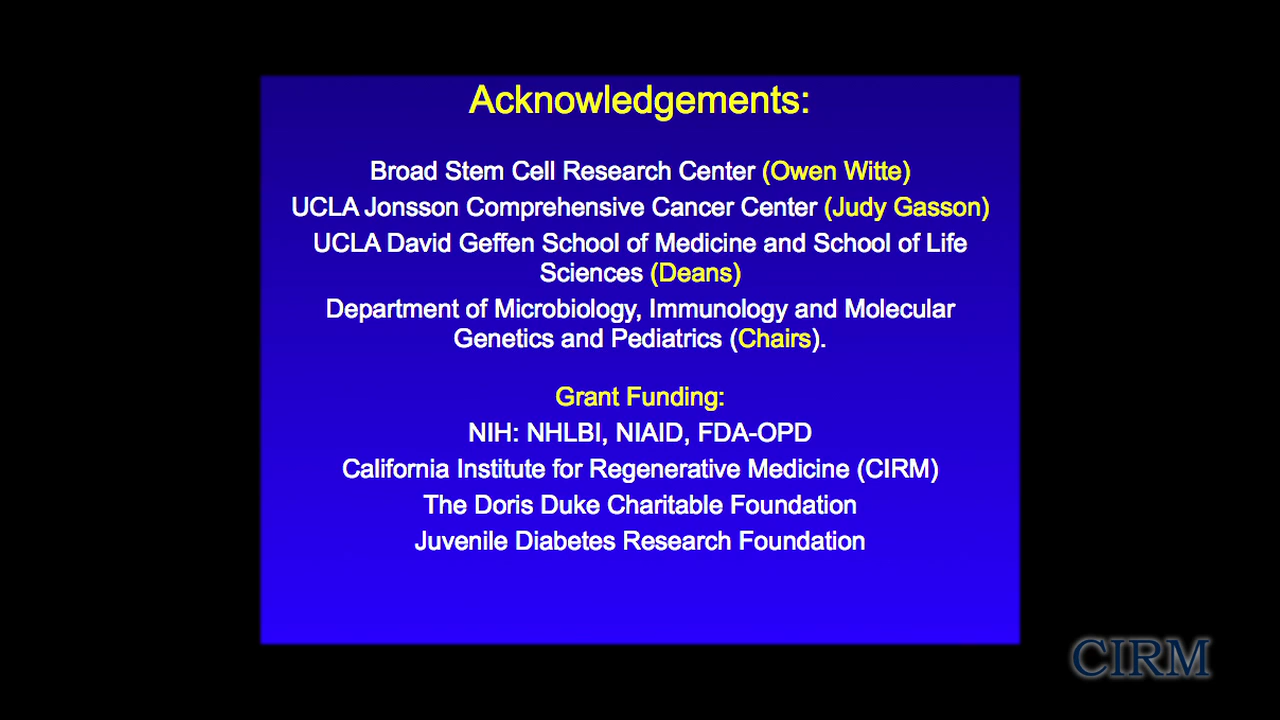 Acknowledgements:
Broad Stem Cell Research Center (Owen Witte)
UCLA Jonsson Comprehensive Cancer Center (Judy Gasson)
UCLA David Geffen School of Medicine and School of Life
Sciences (Deans)
Department of Microbiology, Immunology and Molecular
Genetics and Pediatrics (Chairs).
Grant Funding:
NIH: NHLBI, NIAID, FDA-OPD
California Institute for Regenerative Medicine (CIRM)
The Doris Duke Charitable Foundation
Juvenile Diabetes Research Foundation
CIRM